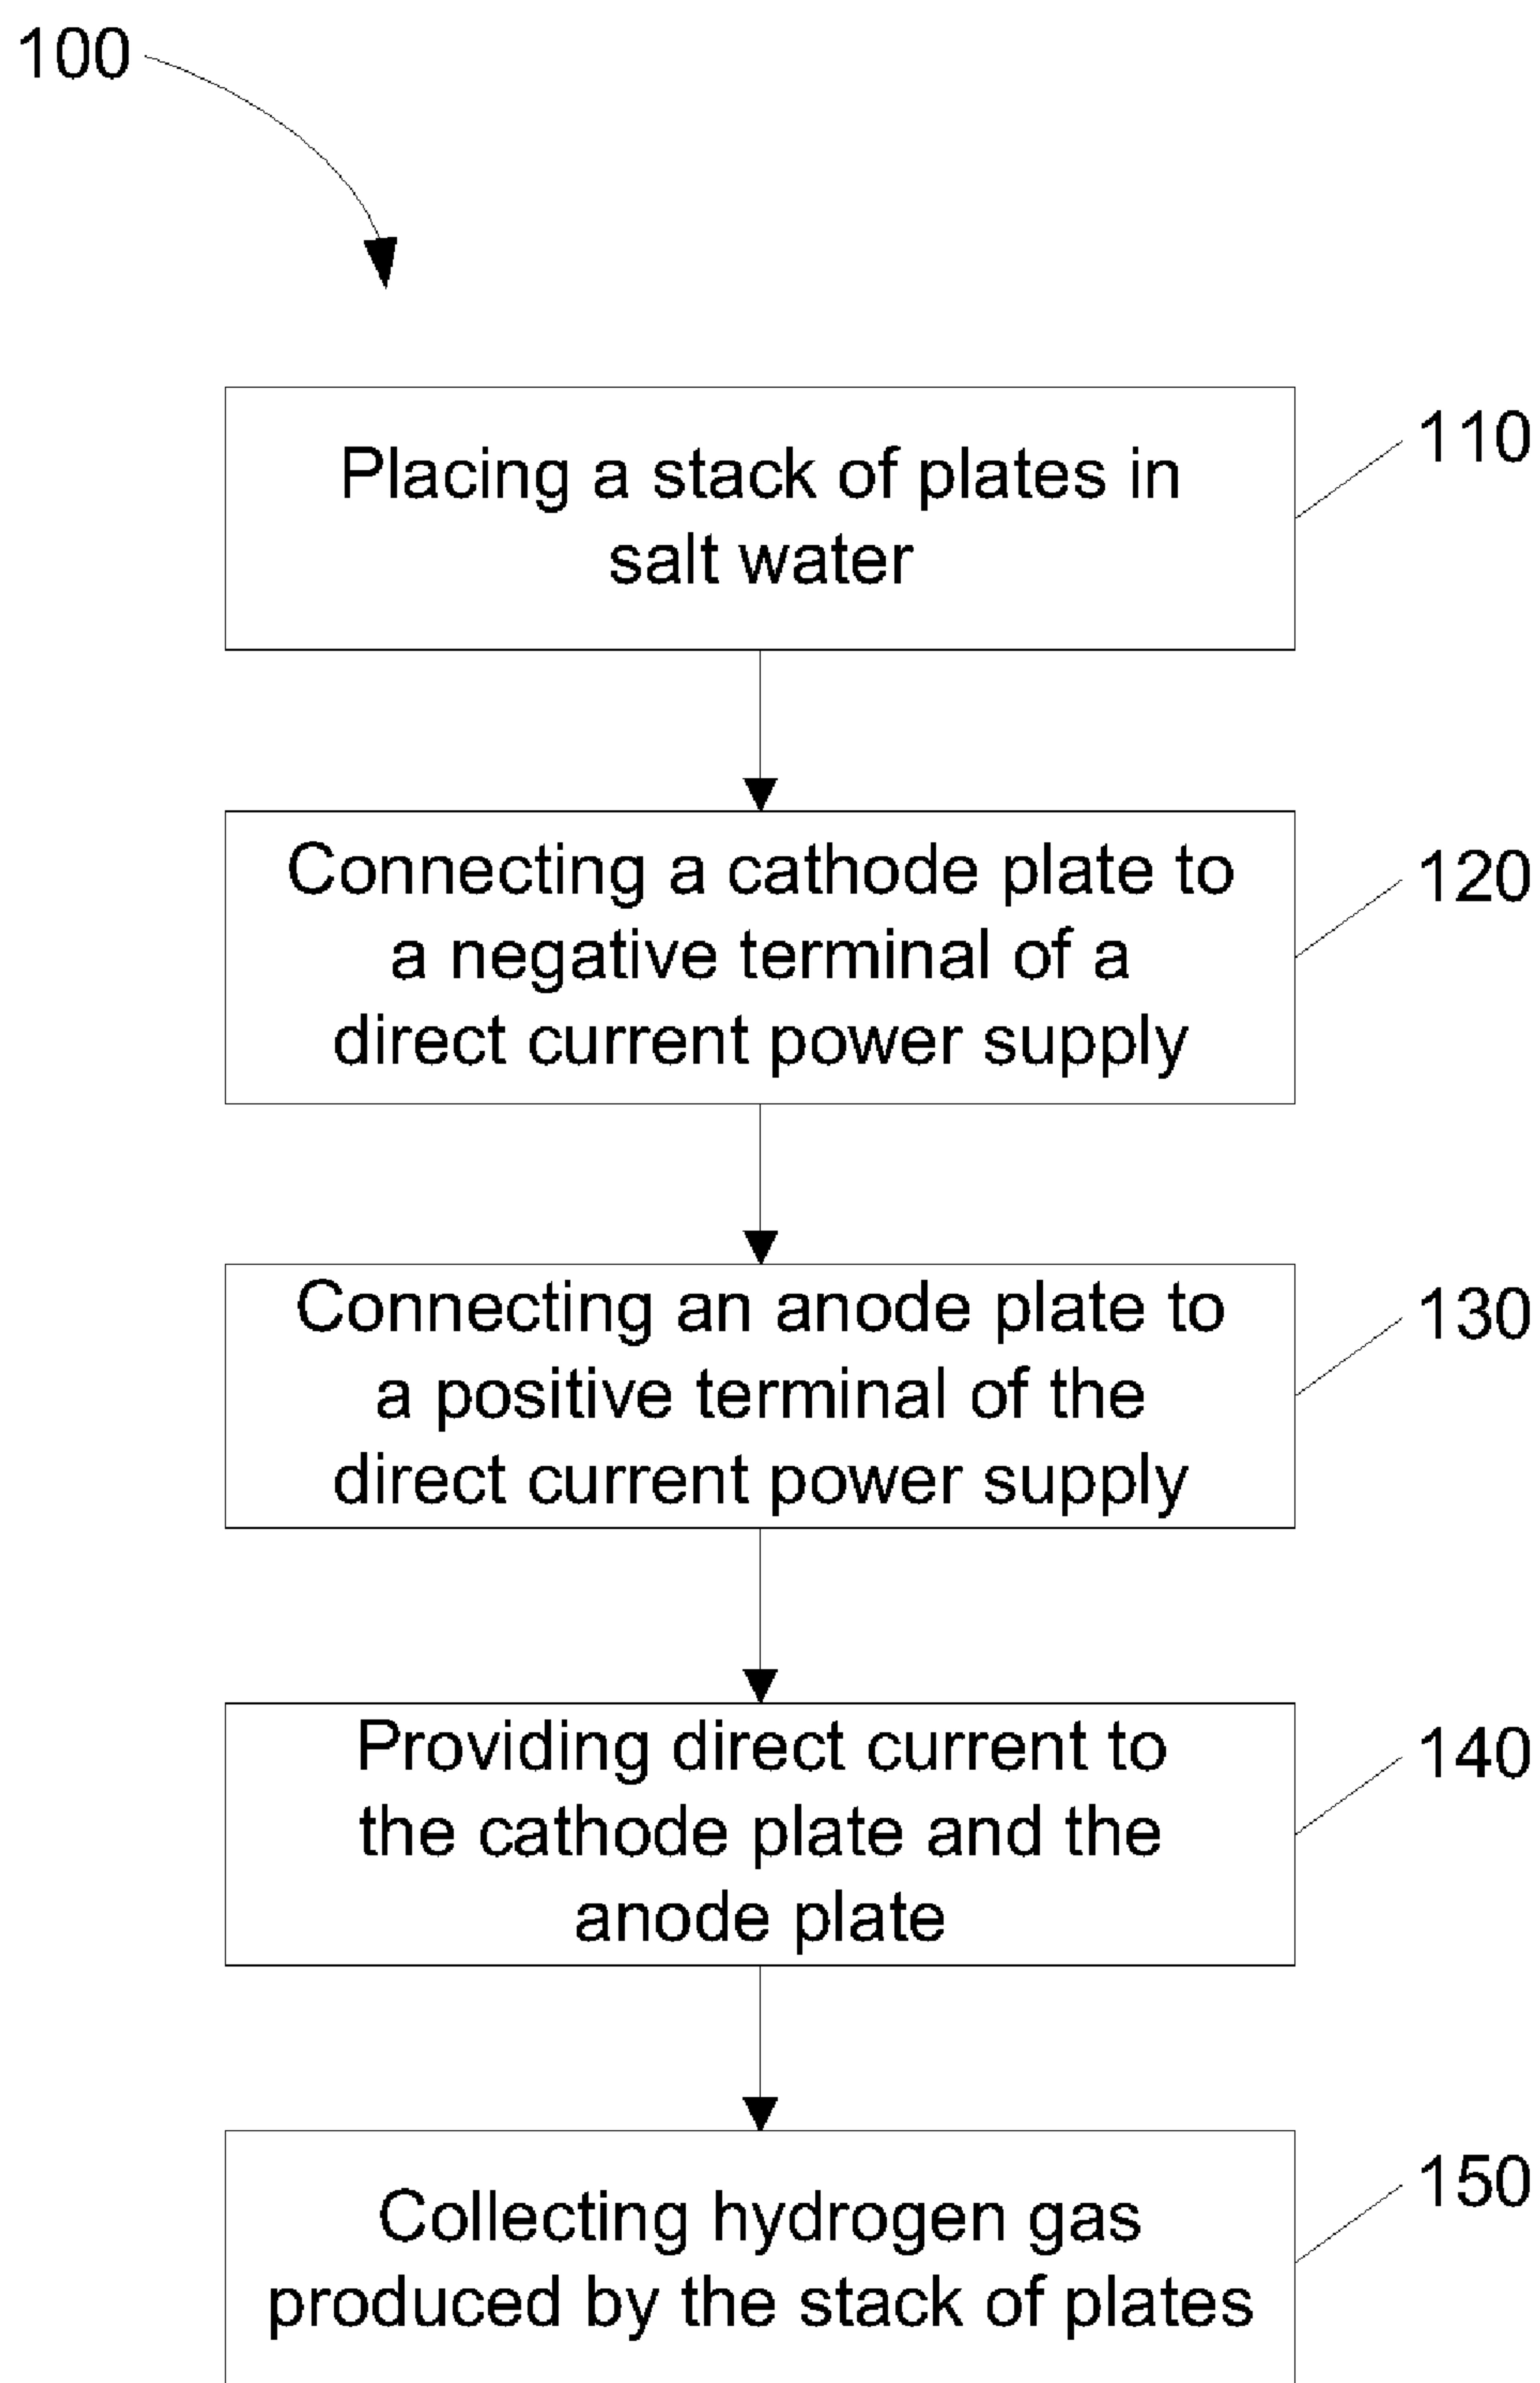 100
Placing a stack of plates in
salt water
110
Connecting a cathode plate to
a negative terminal of a
direct current power supply
120
Connecting an anode plate to
a positive terminal of the
direct current power supply
130
Providing direct current to
the cathode plate and the
anode plate
140
Collecting hydrogen gas
produced by the stack of plates
150